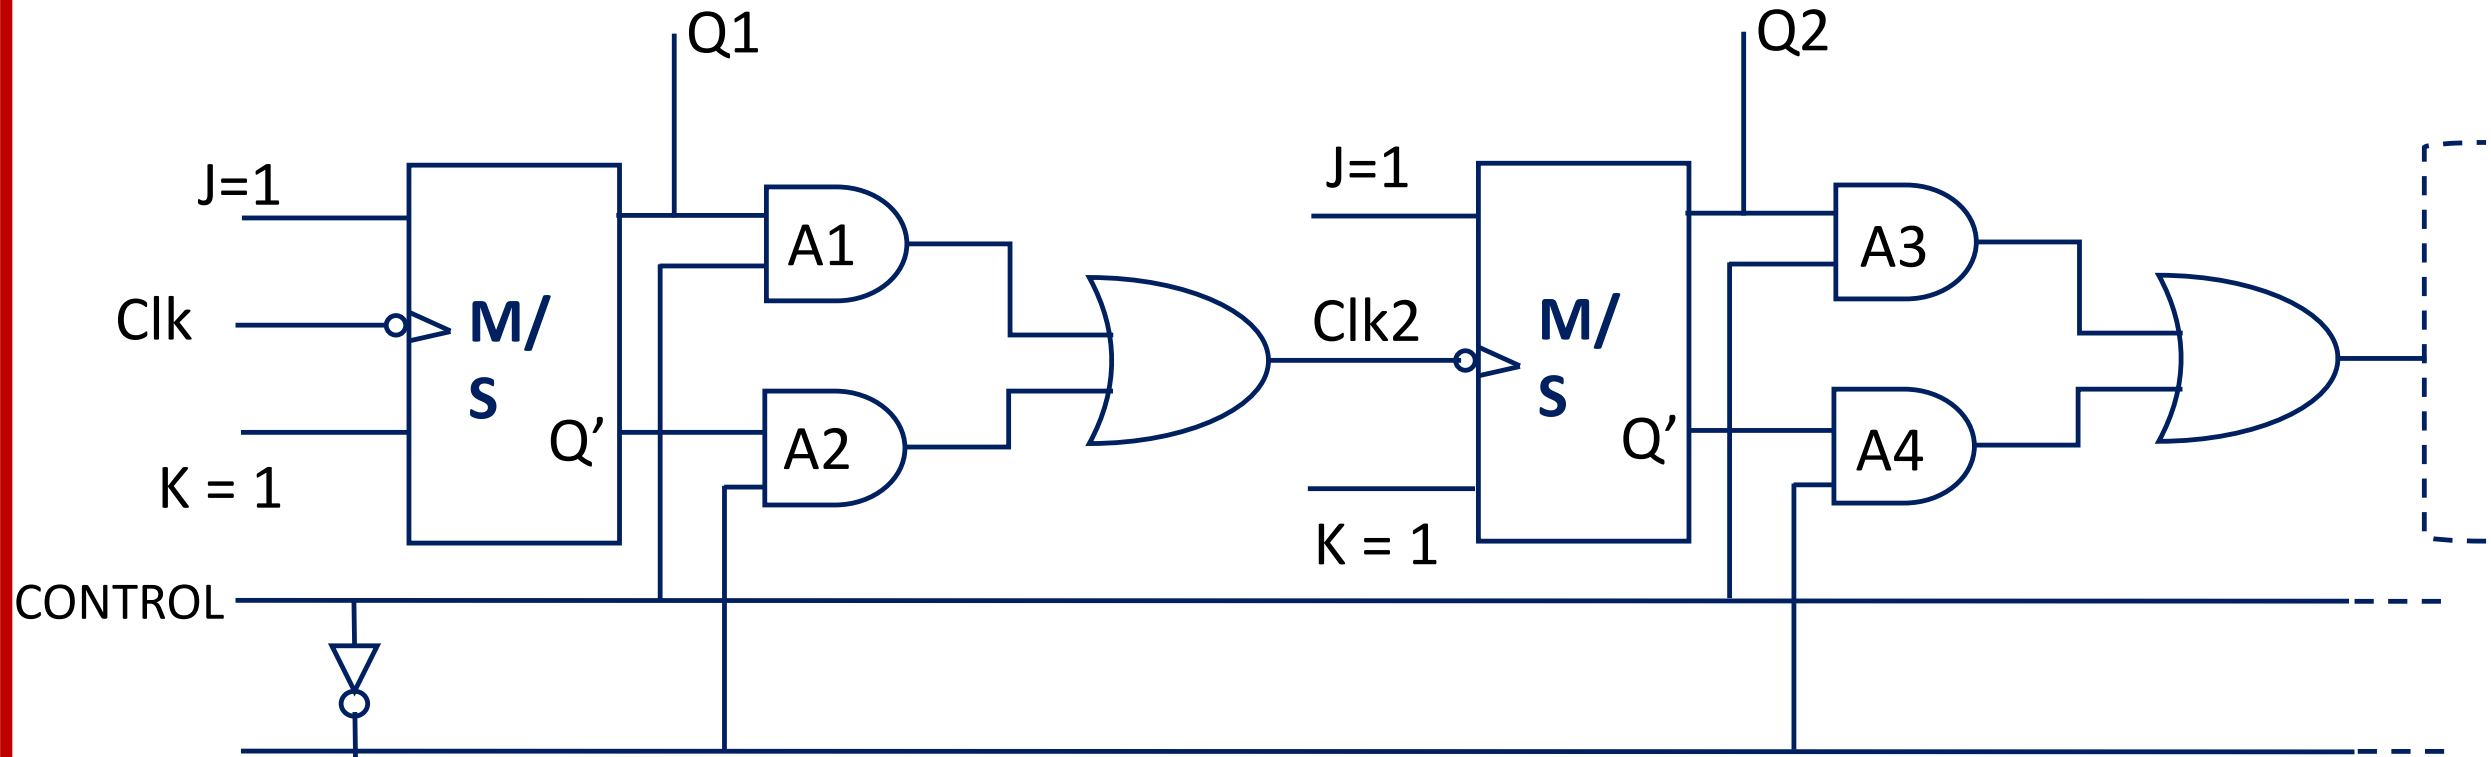 Q1
Q2
J=1
J=1
A1
A3
Clk
M/
S
Clk2
M/
S
Q’
A2
Q’
A4
K = 1
K = 1
CONTROL